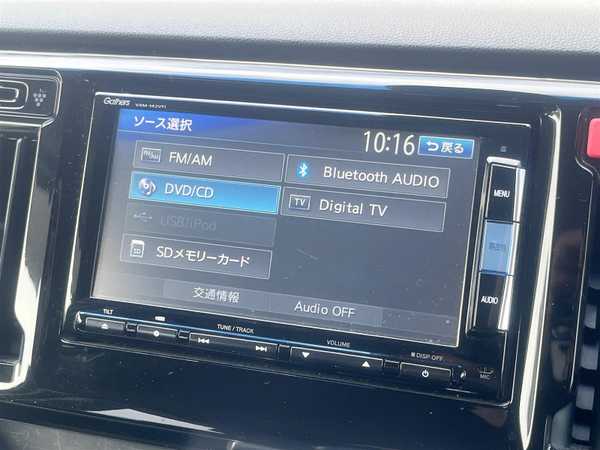 Gathers
ソース選択
10:16
戻る
FM/AM
Bluetooth AUDIO
DVD/CD
TV Digital TV
USB/iPod
SD SDメモリーカード
交通情報
Audio OFF
MENU
現在地
AUDIO
TILT
TUNE / TRACK
VOLUME
DISP OFF
MIC